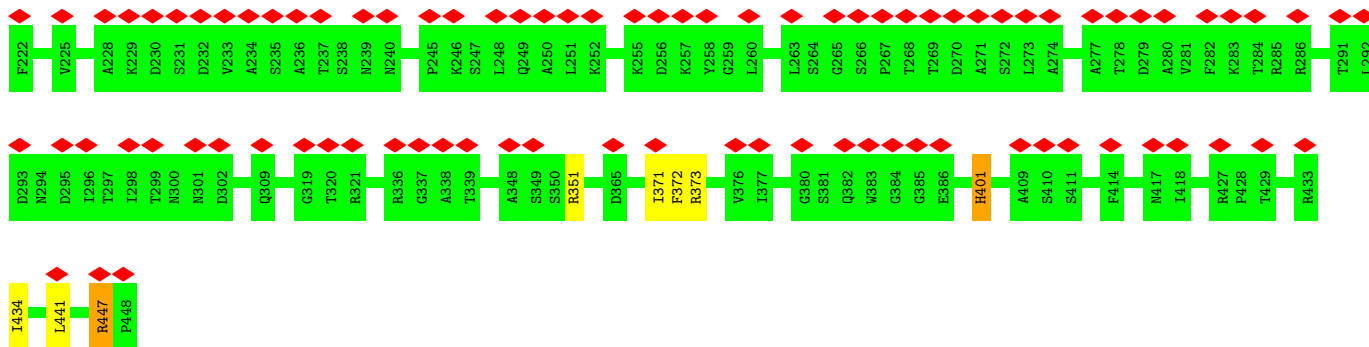 F222 V225 A228 K229 D230 S231 D232 V233 A234 S235 A236 T237 S238 N239 N240 P245 K246 S247 L248 Q249 A250 L251 K252 K255 D256 K257 Y258 G259 L260 L263 S264 G265 S266 P267 T268 T269 D270 A271 S272 L273 A274 A277 T278 D279 A280 V281 F282 K283 T284 R285 R286 T291 L292
D293 N294 D295 I296 T297 I298 T299 N300 N301 D302 Q309 G319 T320 R321 R336 G337 A338 T339 A348 S349 S350 R351 D365 I371 F372 R373 V376 I377 G380 S381 Q382 W383 G384 G385 E386 H401 A409 S410 S411 F414 N417 I418 R427 P428 T429 R433
I434 L441 R447 P448